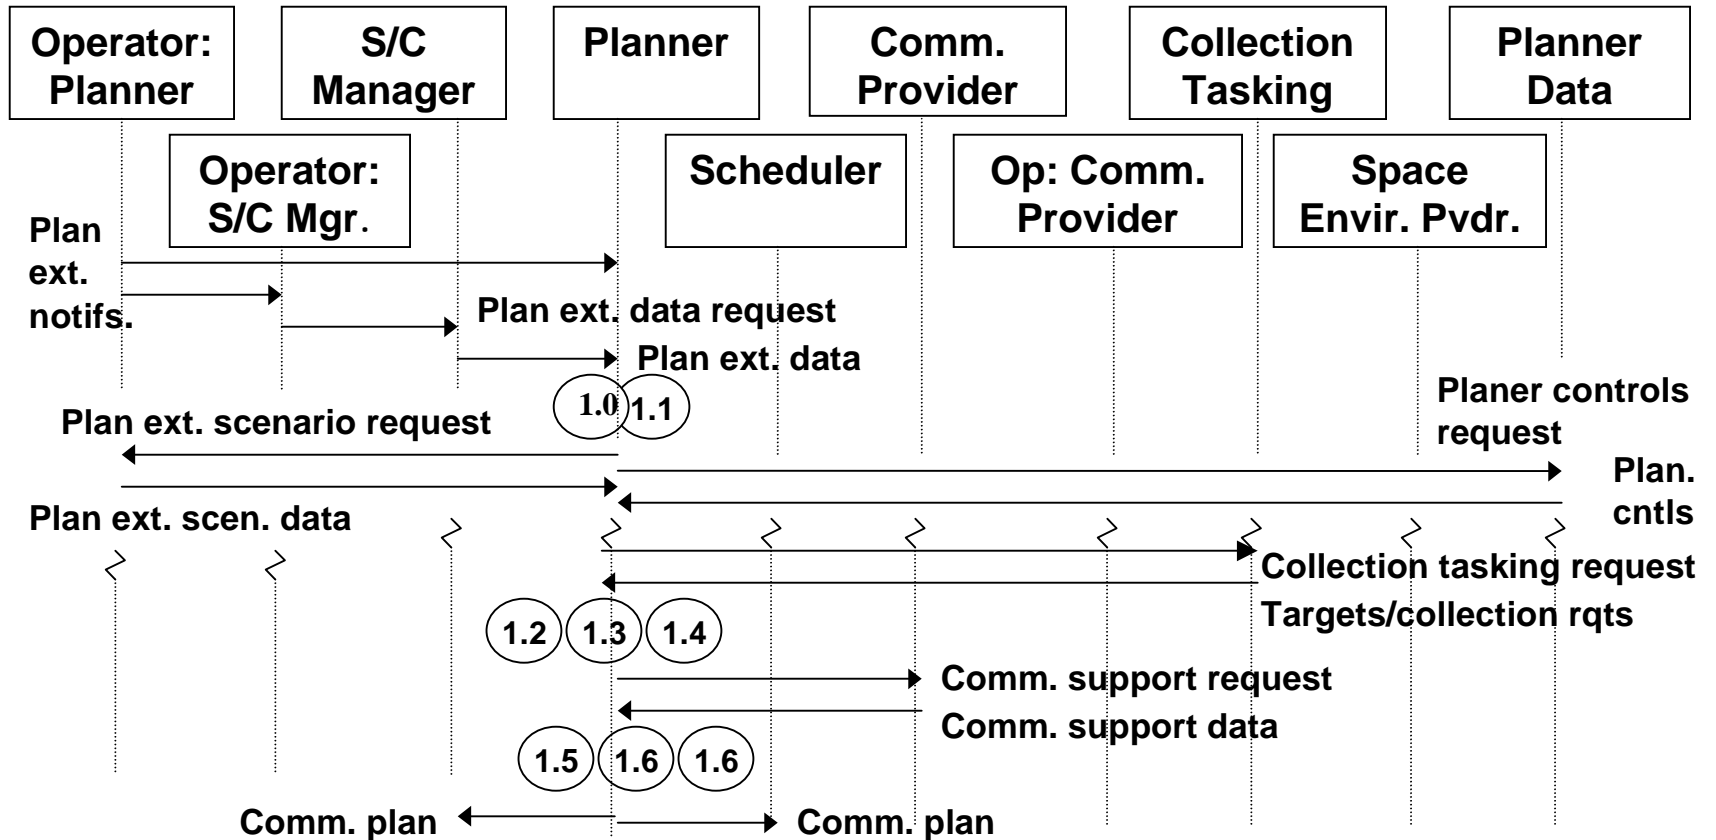 Operator:
Planner
S/C
Manager
Planner
Comm.
Provider
Collection
Tasking
Planner
Data
Operator:
S/C Mgr.
Scheduler
Op: Comm.
Provider
Space
Envir. Pvdr.
Plan
ext.
notifs.
Plan ext. data request
Plan ext. data
1.0
1.1
Planer controls
request
Plan ext. scenario request
Plan.
cntls
Plan ext. scen. data
Collection tasking request
Targets/collection rqts
1.2
1.3
1.4
Comm. support request
Comm. support data
1.5
1.6
1.6
Comm. plan
Comm. plan